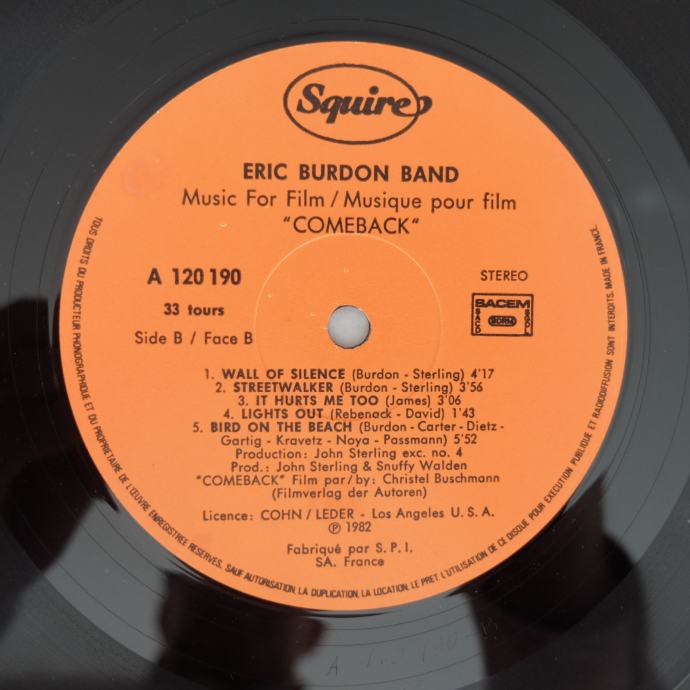 Squire
ERIC BURDON BAND
Music For Film / Musique pour film
"COMEBACK"
A 120 190
STEREO
33 tours
SACEM
SACD
SDRM
SGDL
Side B / Face B
1. WALL OF SILENCE (Burdon - Sterling) 4'17
2. STREETWALKER (Burdon - Sterling) 3'56
3. IT HURTS ME TOO (James) 3'06
4. LIGHTS OUT (Rebenack - David) 1'43
5. BIRD ON THE BEACH (Burdon - Carter - Dietz -
Gartig - Kravetz - Noya - Passmann) 5'52
Production: John Sterling exc. no. 4
Prod.: John Sterling & Snuffy Walden
"COMEBACK" Film par/by: Christel Buschmann
(Filmverlag der Autoren)
Licence: COHN / LEDER - Los Angeles U. S. A.
℗ 1982
Fabriqué par S. P. I.
SA. France
TOUS DROITS DU PRODUCTEUR PHONOGRAPHIQUE ET DU PROPRIETAIRE DE L'ŒUVRE ENREGISTREE RESERVES. SAUF AUTORISATION, LA DUPLICATION, LA LOCATION, LE PRET, L'UTILISATION DE CE DISQUE POUR EXECUTION PUBLIQUE ET RADIODIFFUSION SONT INTERDITS. MADE IN FRANCE.